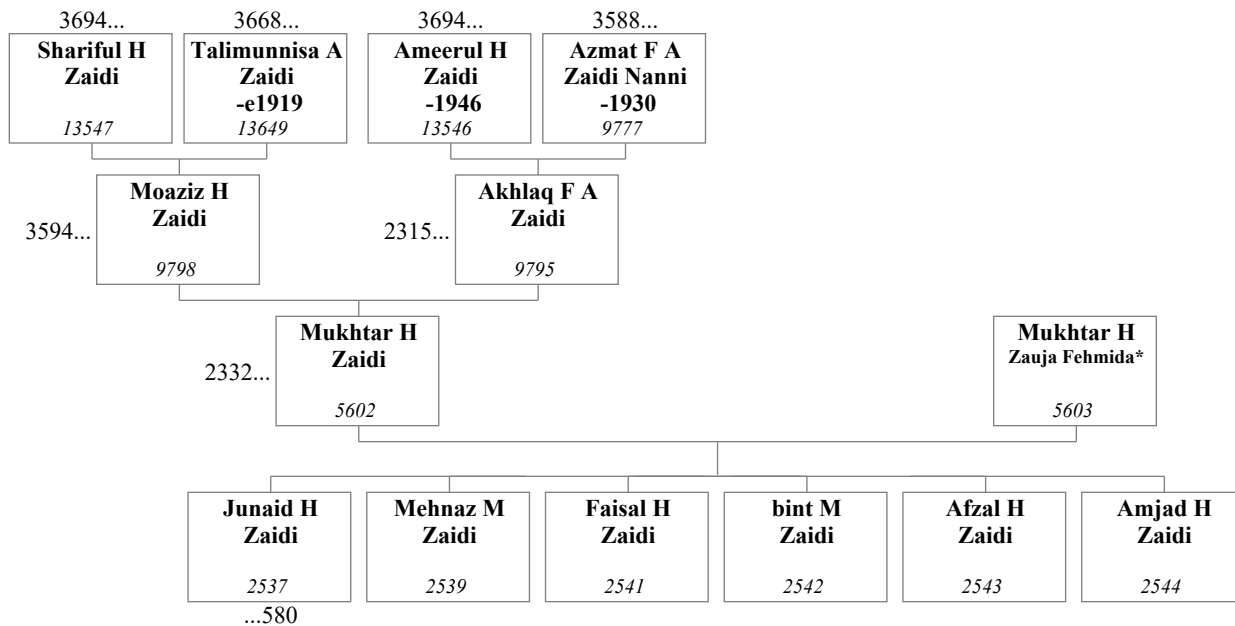 3694... 3668... 3694... 3588...
Shariful H
Zaidi
13547
Talimunnisa A
Zaidi
-e1919
13649
Ameerul H
Zaidi
-1946
13546
Azmat F A
Zaidi Nanni
-1930
9777
3594...
Moaziz H
Zaidi
9798
2315...
Akhlaq F A
Zaidi
9795
2332...
Mukhtar H
Zaidi
5602
Mukhtar H
Zauja Fehmida*
5603
Junaid H
Zaidi
2537
...580
Mehnaz M
Zaidi
2539
Faisal H
Zaidi
2541
bint M
Zaidi
2542
Afzal H
Zaidi
2543
Amjad H
Zaidi
2544